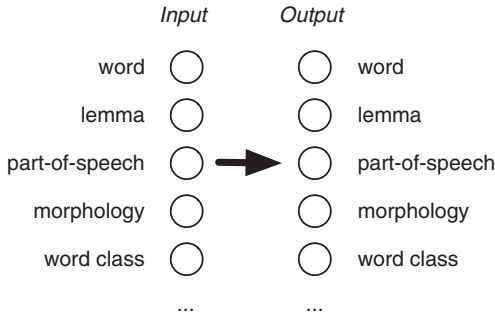 Input Output
word word
lemma lemma
part-of-speech part-of-speech
morphology morphology
word class word class
... ...